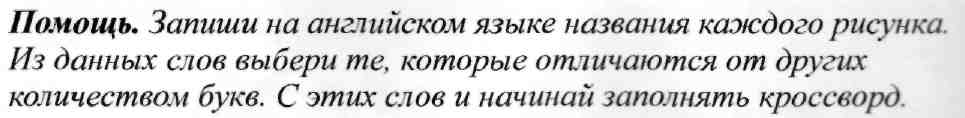 Помощь. Запиши на английском языке названия каждого рисунка.
Из данных слов выбери те, которые отличаются от других
количеством букв. С этих слов и начинай заполнять кроссворд.